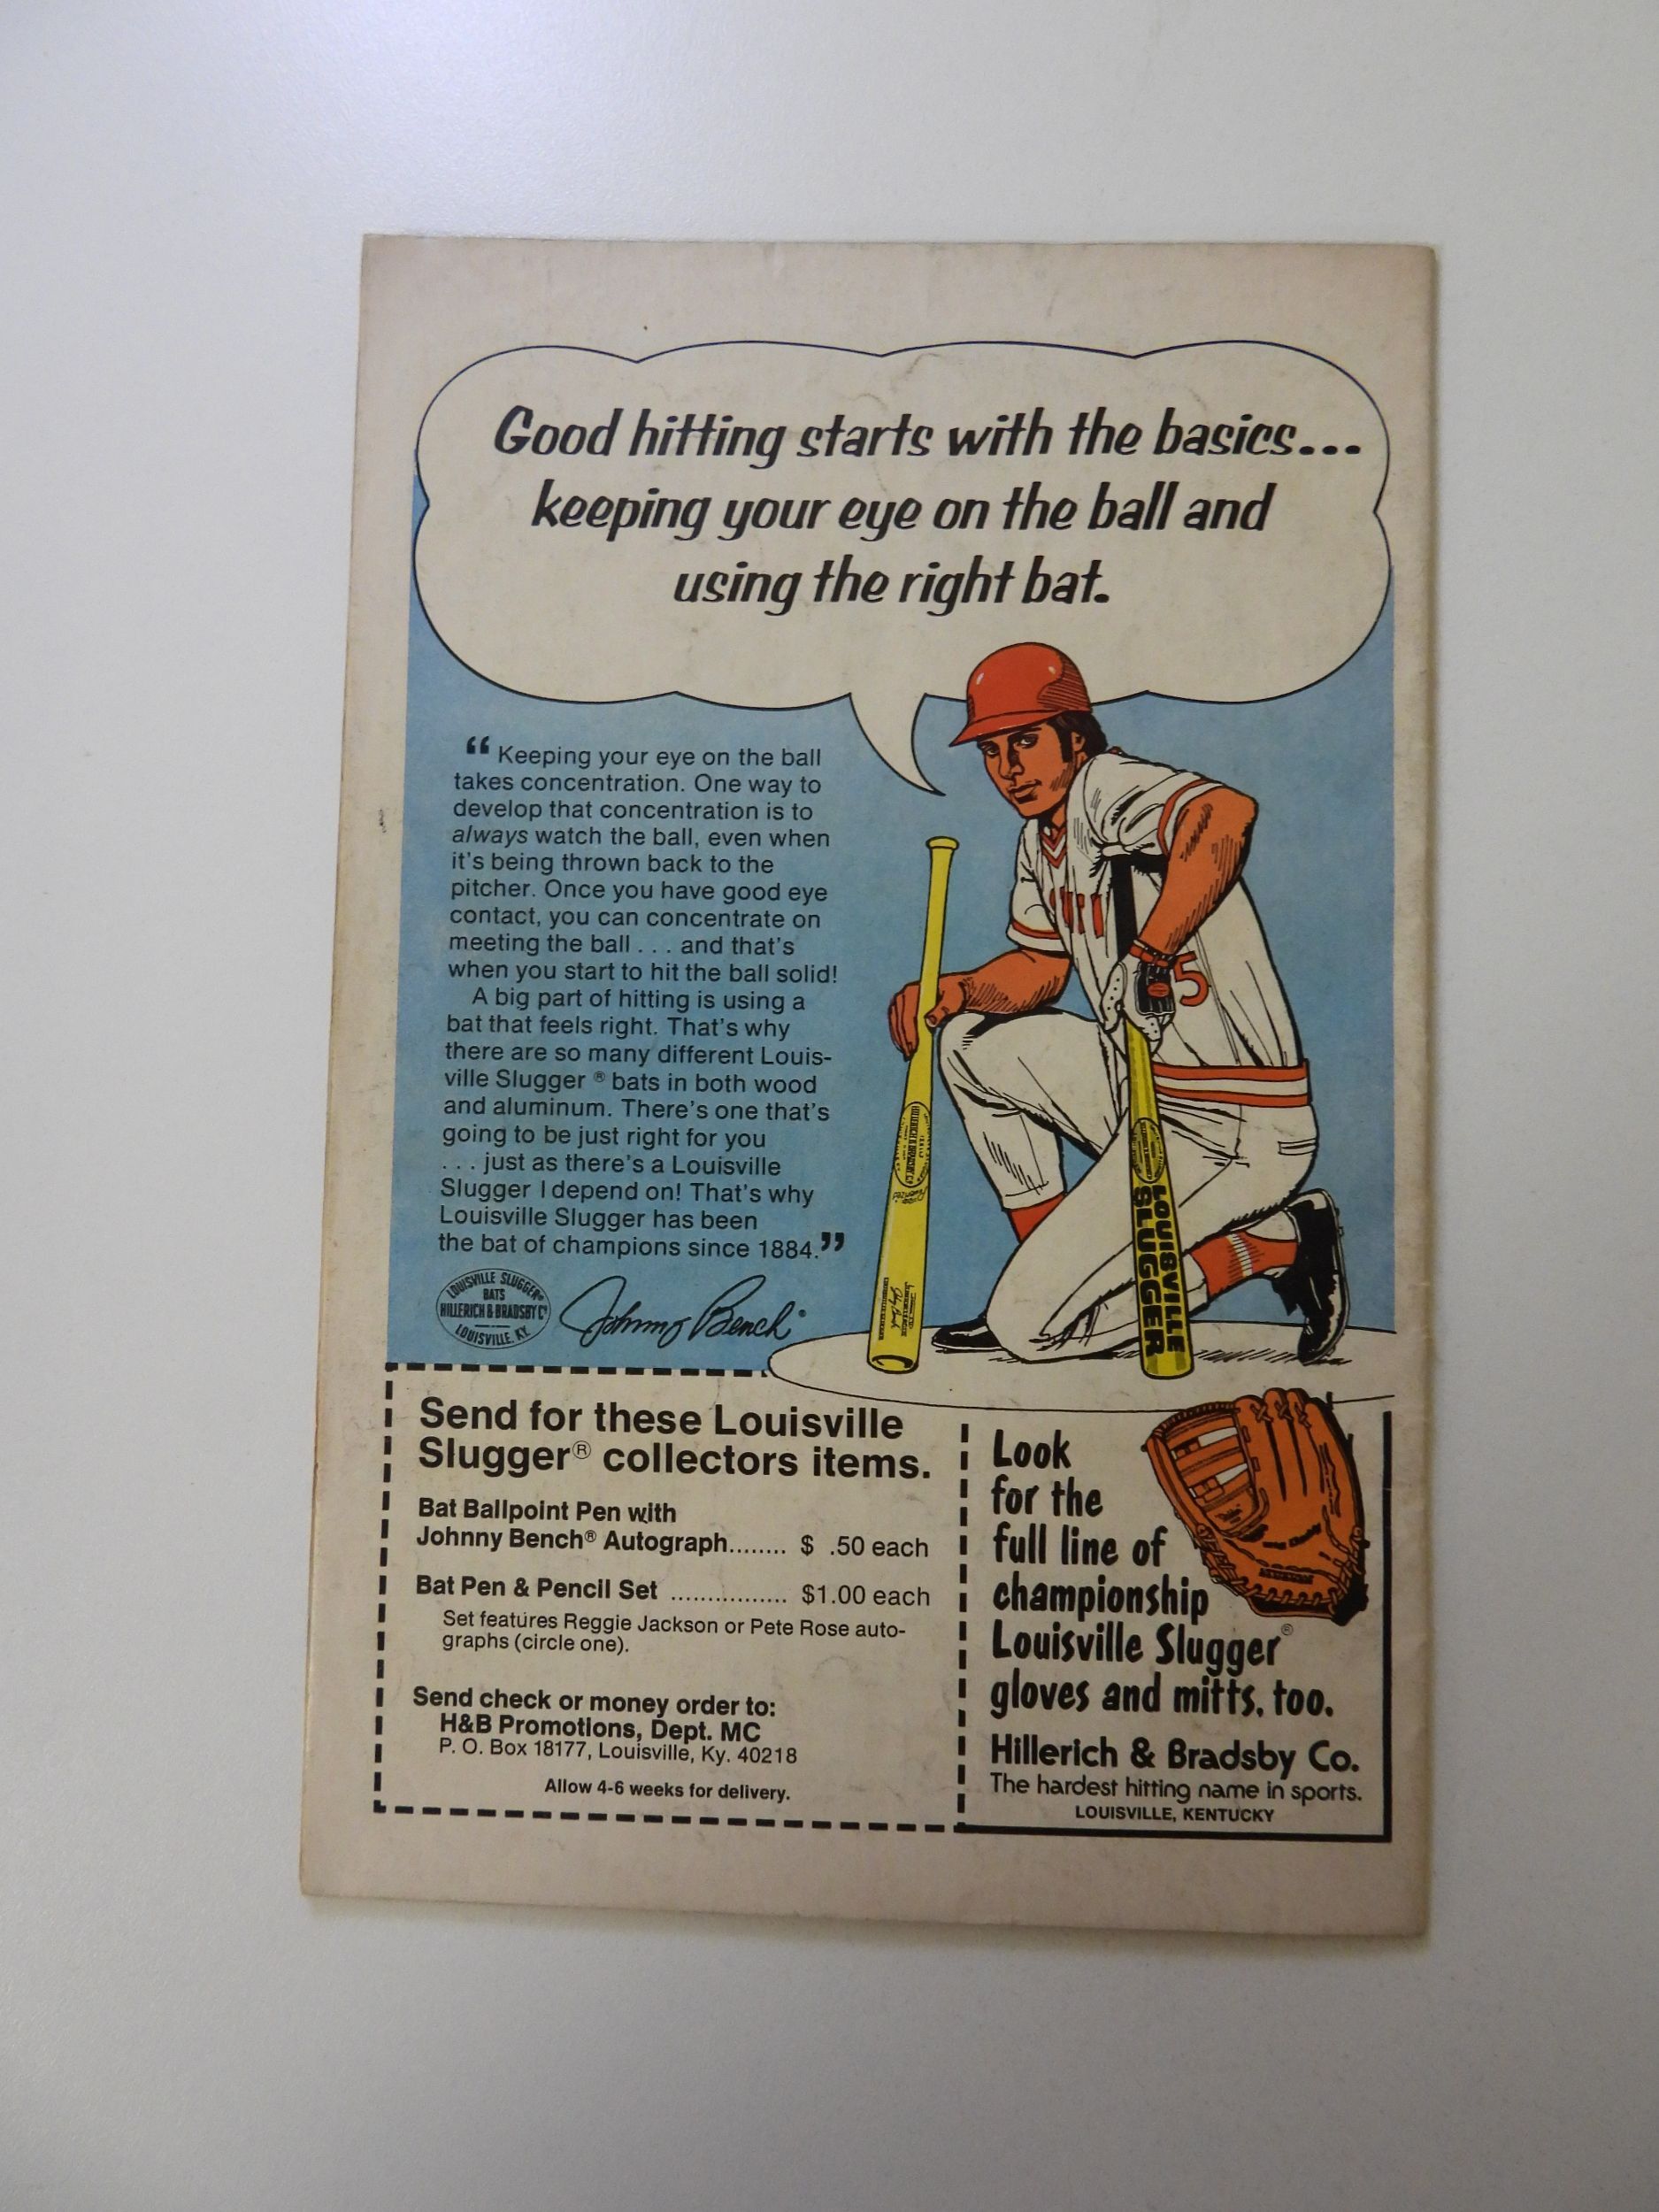 Good hitting starts with the basics...
keeping your eye on the ball and
using the right bat.
“Keeping your eye on the ball
takes concentration. One way to
develop that concentration is to
always watch the ball, even when
it's being thrown back to the
pitcher. Once you have good eye
contact, you can concentrate on
meeting the ball . . . and that's
when you start to hit the ball solid!
A big part of hitting is using a
bat that feels right. That's why
there are so many different Louis-
ville Slugger ® bats in both wood
and aluminum. There's one that's
going to be just right for you
. . . just as there's a Louisville
Slugger I depend on! That's why
Louisville Slugger has been
the bat of champions since 1884.”
LOUISVILLE SLUGGER®
BATS
HILLERICH & BRADSBY Co
LOUISVILLE, KY.
Johnny Bench
5
LOUISVILLE
SLUGGER
Send for these Louisville
Slugger® collectors items.
Bat Ballpoint Pen with
Johnny Bench® Autograph........ $ .50 each
Bat Pen & Pencil Set ................ $1.00 each
Set features Reggie Jackson or Pete Rose auto-
graphs (circle one).
Send check or money order to:
H&B Promotions, Dept. MC
P. O. Box 18177, Louisville, Ky. 40218
Allow 4-6 weeks for delivery.
Look
for the
full line of
championship
Louisville Slugger®
gloves and mitts, too.
Hillerich & Bradsby Co.
The hardest hitting name in sports.
LOUISVILLE, KENTUCKY